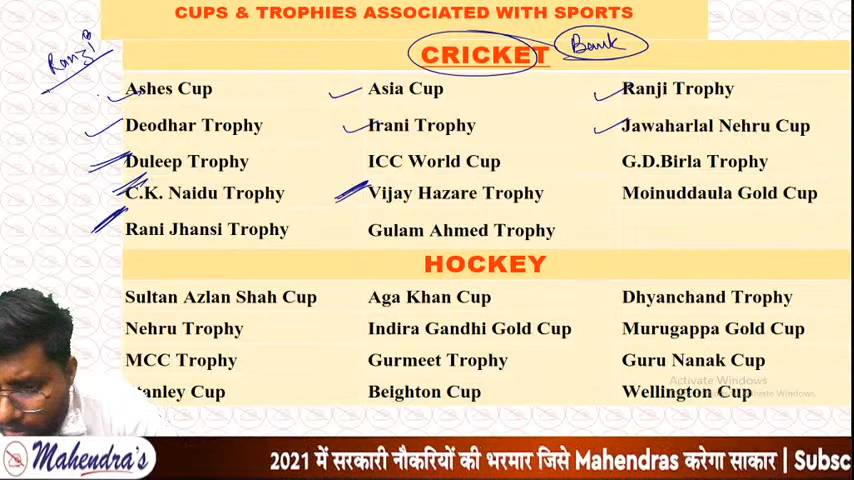 CUPS & TROPHIES ASSOCIATED WITH SPORTS
Ranji
CRICKET Bank
Ashes Cup Asia Cup Ranji Trophy
Deodhar Trophy Irani Trophy Jawaharlal Nehru Cup
Duleep Trophy ICC World Cup G.D.Birla Trophy
C.K. Naidu Trophy Vijay Hazare Trophy Moinuddaula Gold Cup
Rani Jhansi Trophy Gulam Ahmed Trophy
HOCKEY
Sultan Azlan Shah Cup Aga Khan Cup Dhyanchand Trophy
Nehru Trophy Indira Gandhi Gold Cup Murugappa Gold Cup
MCC Trophy Gurmeet Trophy Guru Nanak Cup
Activate Windows
tanley Cup Beighton Cup Wellington Cup
Mahendra's
2021 में सरकारी नौकरियों की भरमार जिसे Mahendras करेगा साकार | Subsc